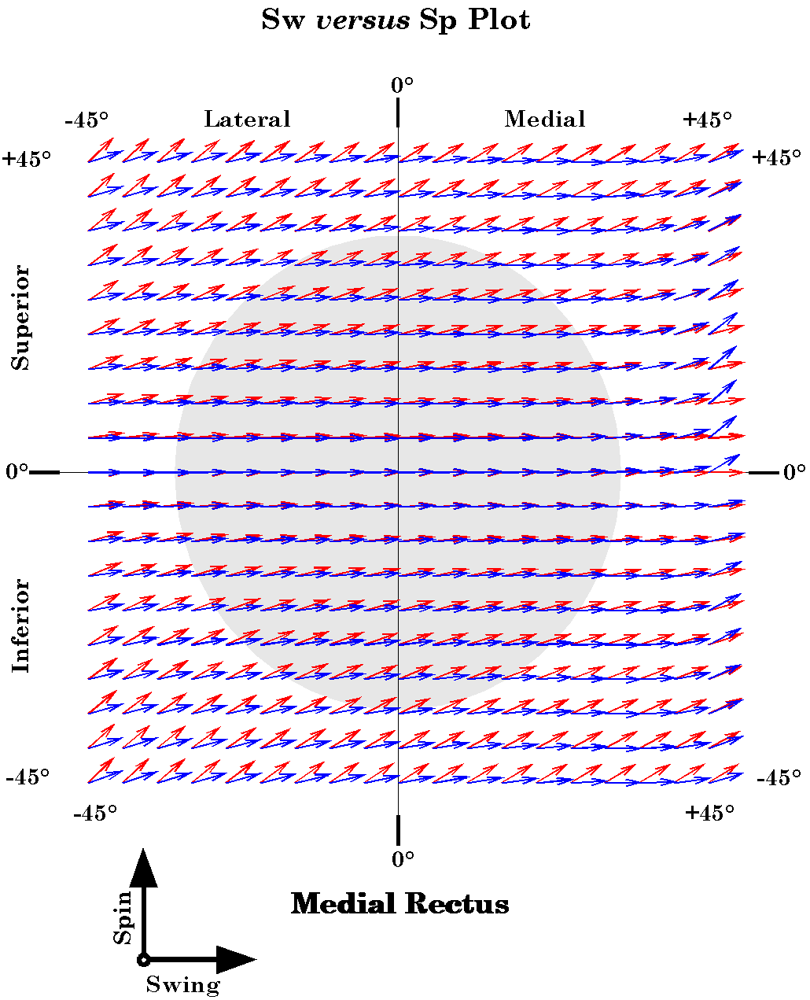 Sw versus Sp Plot
0°
-45° Lateral Medial +45°
+45° +45°
Superior
0° 0°
Inferior
-45° -45°
-45° +45°
0°
Medial Rectus
Spin
Swing